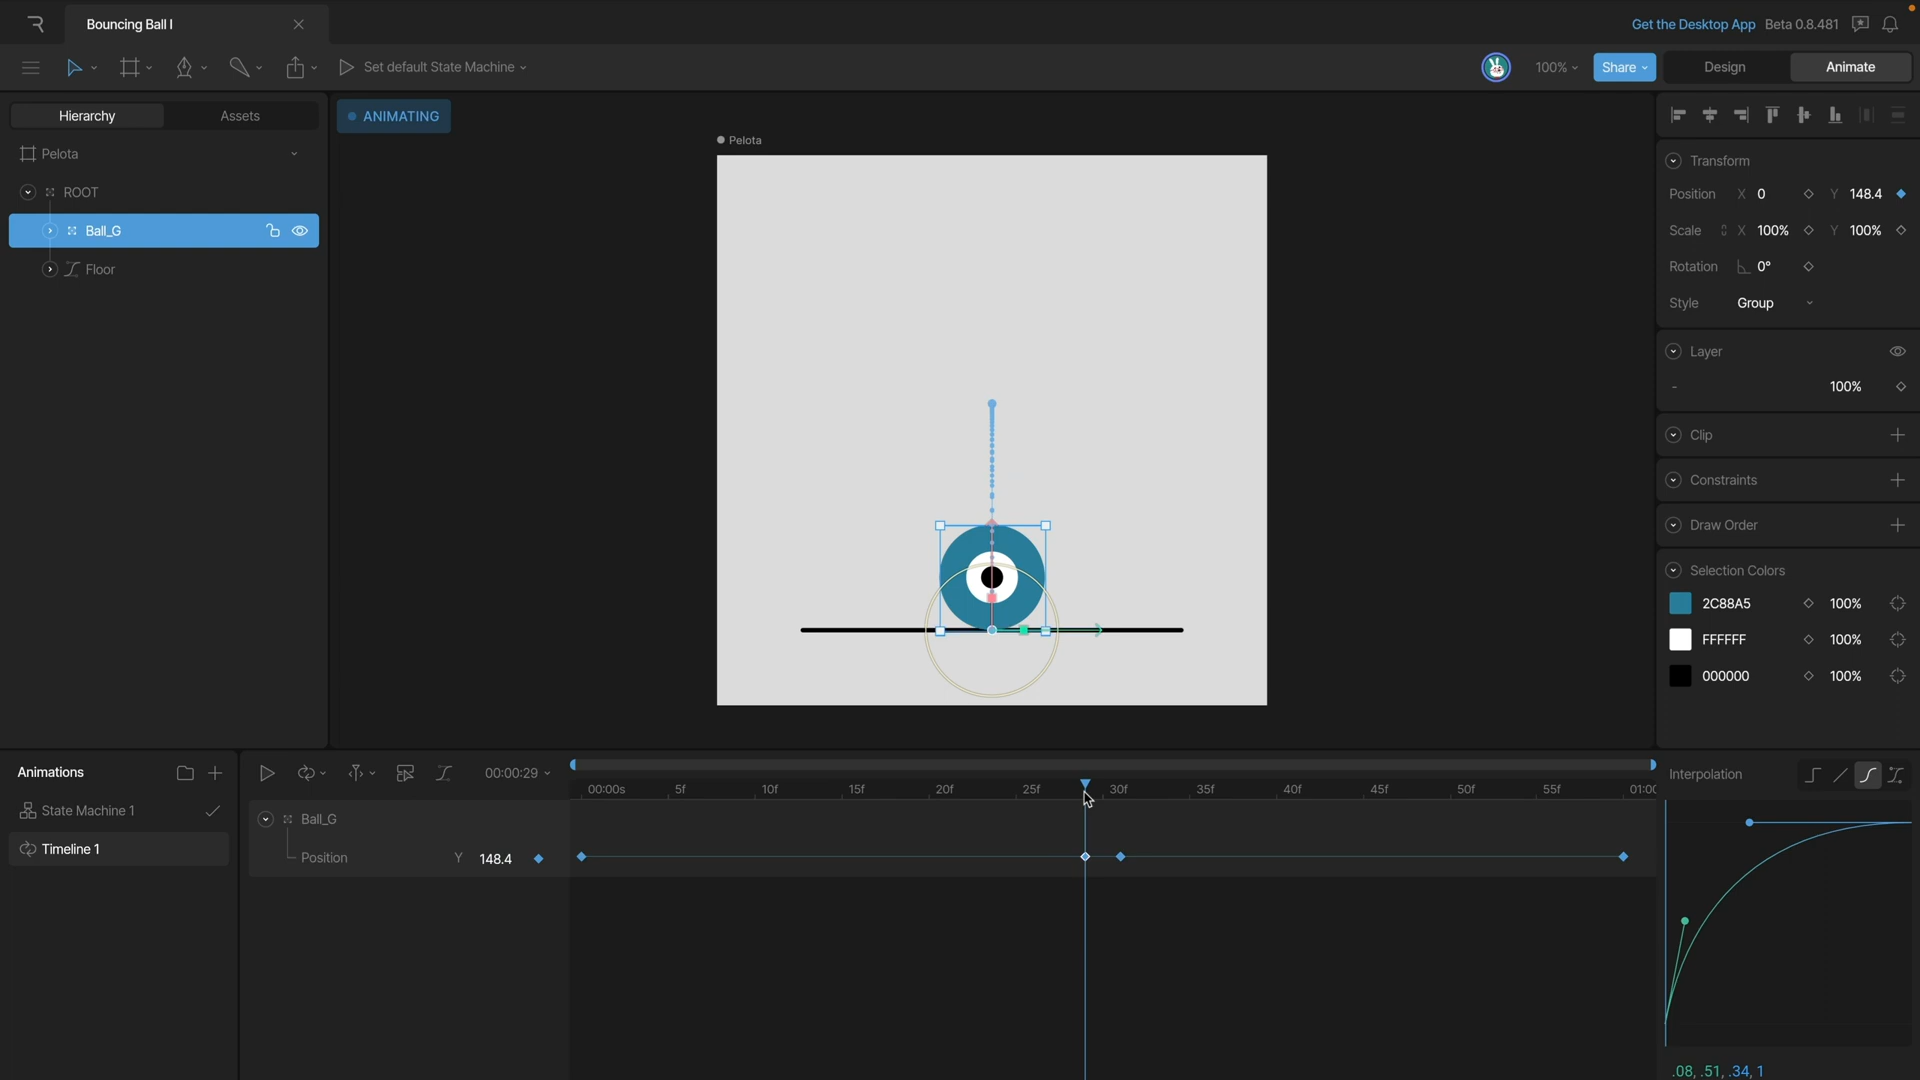 Bouncing Ball I
Get the Desktop App Beta 0.8.481
Set default State Machine
100% Share Design Animate
Hierarchy Assets
ANIMATING
Pelota
Pelota
ROOT
Ball_G
Floor
Transform
Position X 0 Y 148.4
Scale X 100% Y 100%
Rotation 0°
Style Group
Layer
- 100%
Clip
Constraints
Draw Order
Selection Colors
2C88A5 100%
FFFFFF 100%
000000 100%
Animations
State Machine 1
Timeline 1
00:00:29
00:00s 5f 10f 15f 20f 25f 30f 35f 40f 45f 50f 55f 01:00
Ball_G
Position Y 148.4
Interpolation
.08, .51, .34, 1